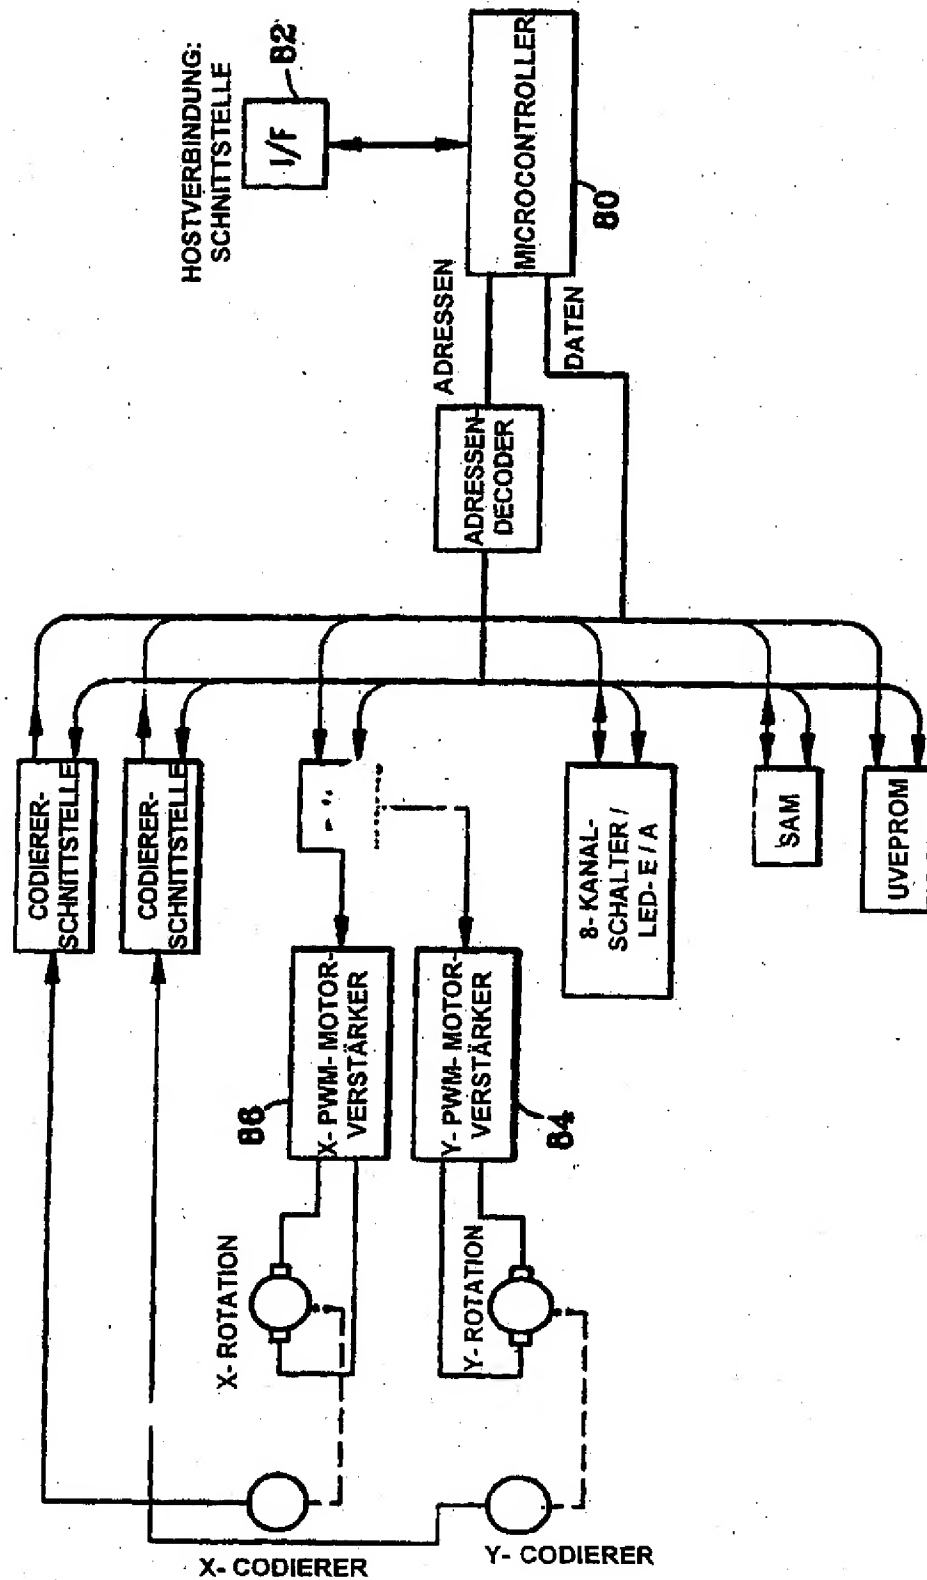 HOSTVERBINDUNG:
SCHNITTSTELLE
I/F
82
MICROCONTROLLER
80
ADRESSEN
DATEN
ADRESSEN-
DECODER
CODIERER-
SCHNITTSTELLE
CODIERER-
SCHNITTSTELLE
8- KANAL-
SCHALTER /
LED- E / A
SAM
UVEPROM
X- PWM- MOTOR-
VERSTÄRKER
86
Y- PWM- MOTOR-
VERSTÄRKER
84
X- ROTATION
Y- ROTATION
X- CODIERER
Y- CODIERER